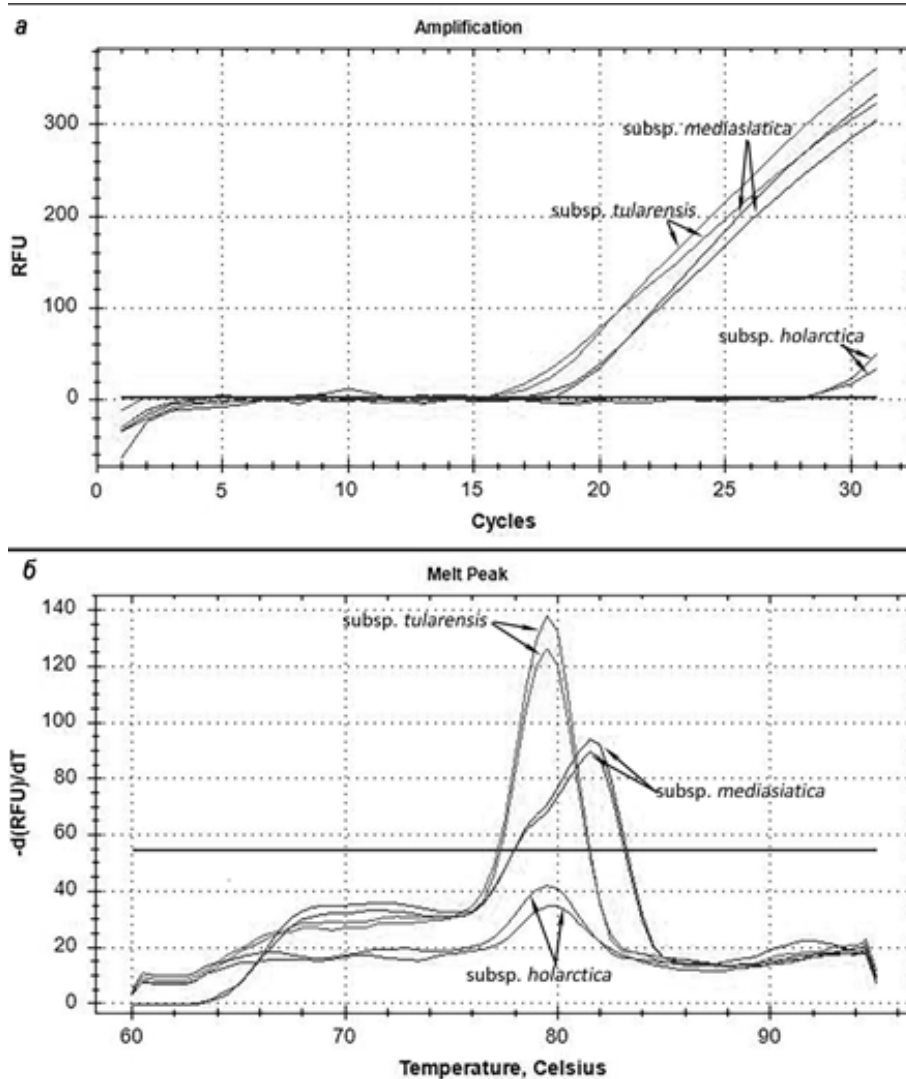 а
Amplification
300
subsp. mediasiatica
subsp. tularensis
RFU
200
100
subsp. holarctica
0
0 5 10 15 20 25 30
Cycles
б
Melt Peak
140
subsp. tularensis
120
100
-d(RFU)/dT
80
subsp. mediasiatica
60
40
20
subsp. holarctica
0
60 70 80 90
Temperature, Celsius